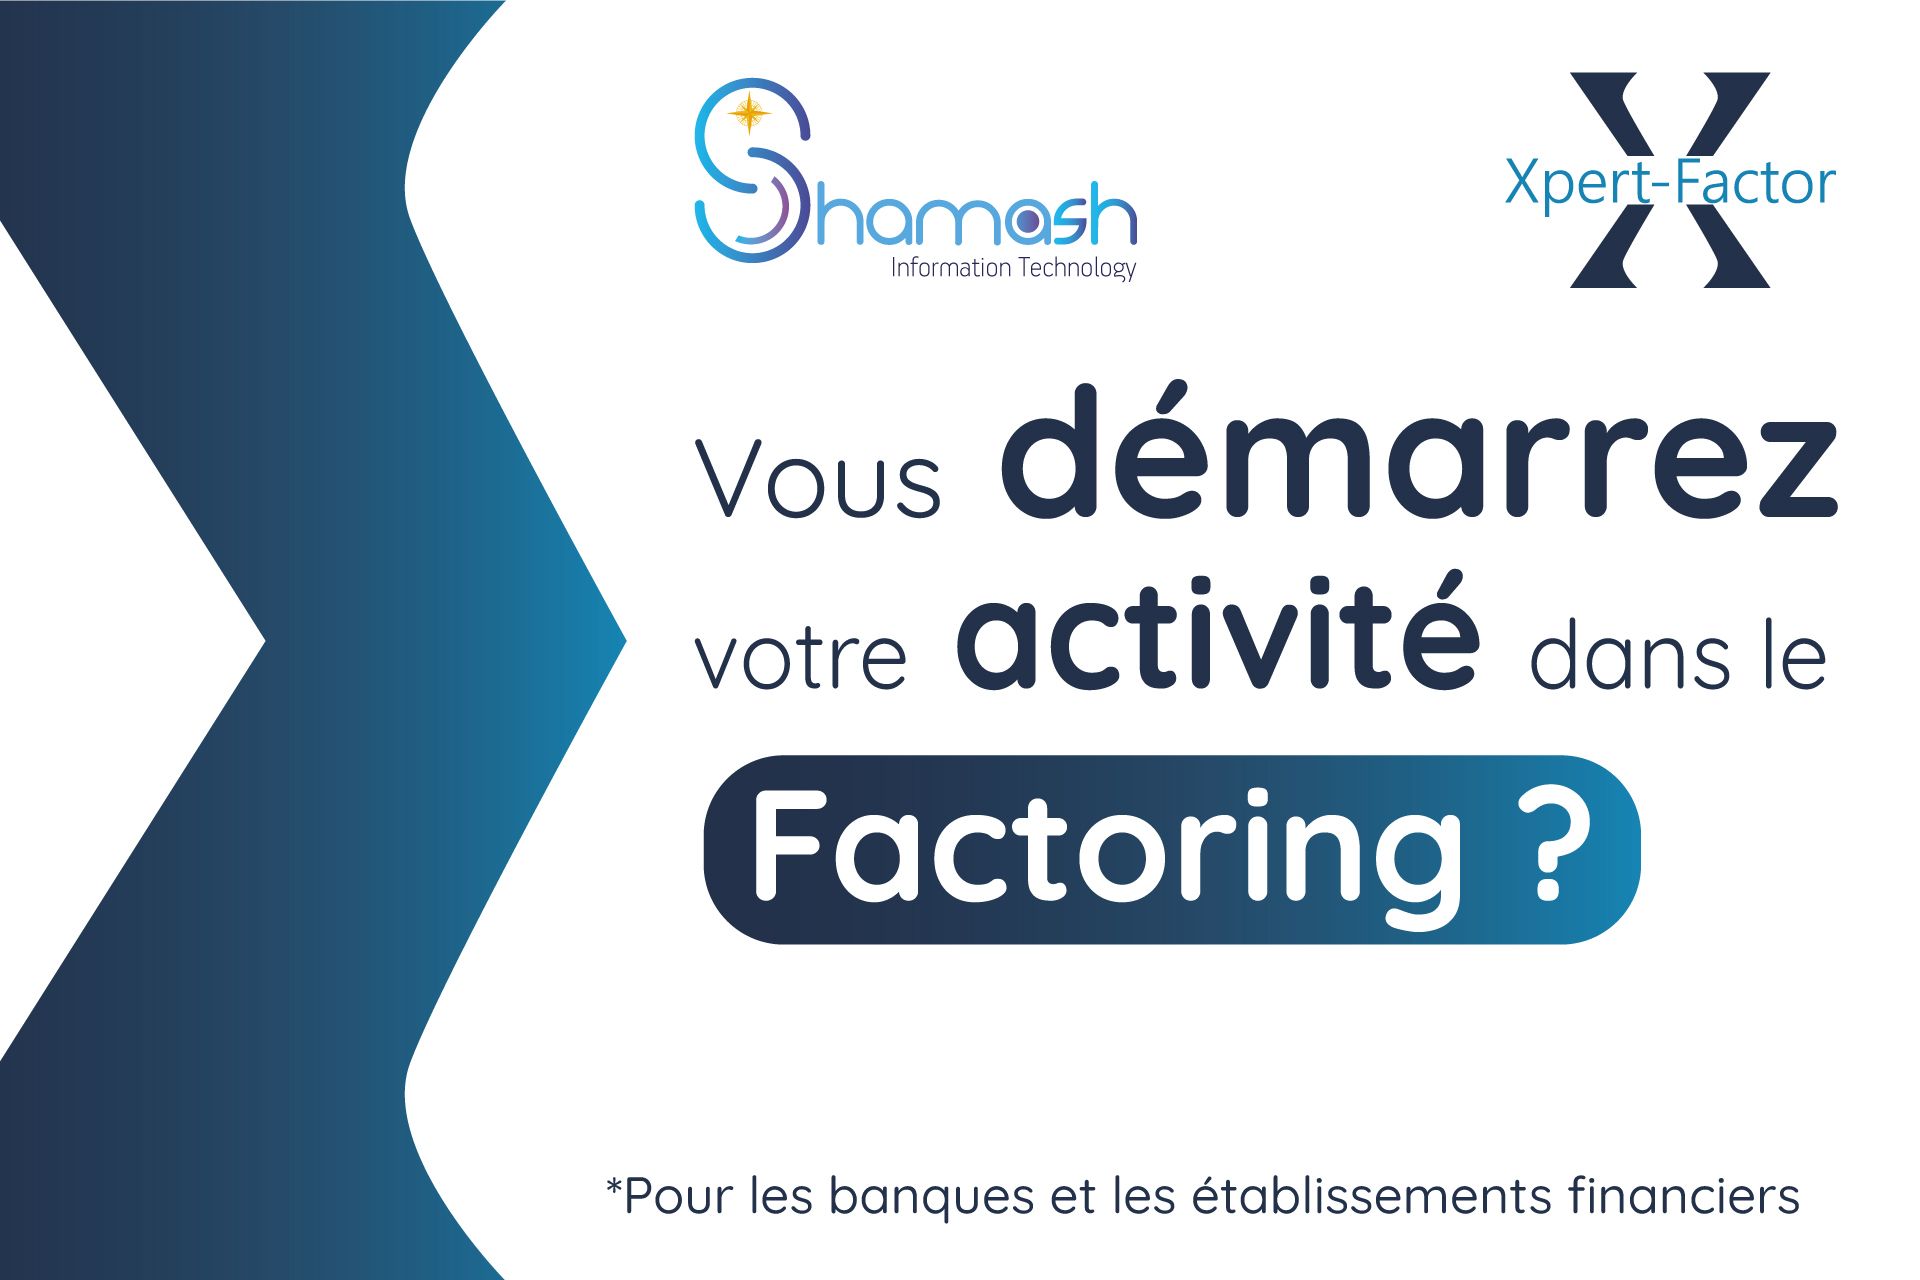 Shamash
Information Technology
Xpert-Factor
Vous démarrez
votre activité dans le
Factoring ?
*Pour les banques et les établissements financiers